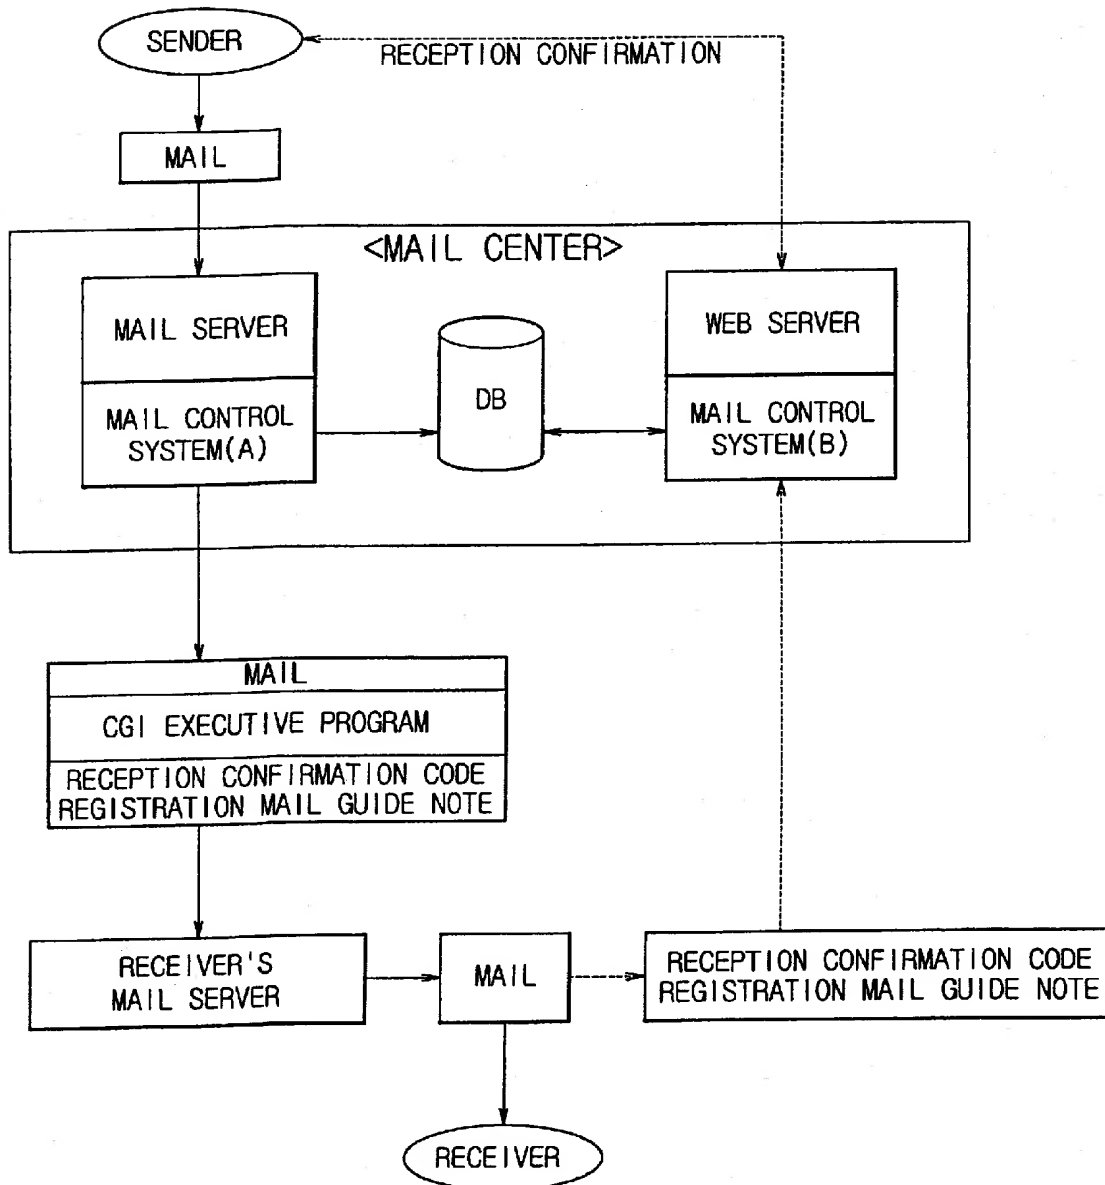 SENDER
RECEPTION CONFIRMATION
MAIL
<MAIL CENTER>
MAIL SERVER
MAIL CONTROL
SYSTEM(A)
DB
WEB SERVER
MAIL CONTROL
SYSTEM(B)
MAIL
CGI EXECUTIVE PROGRAM
RECEPTION CONFIRMATION CODE
REGISTRATION MAIL GUIDE NOTE
RECEIVER'S
MAIL SERVER
MAIL
RECEPTION CONFIRMATION CODE
REGISTRATION MAIL GUIDE NOTE
RECEIVER